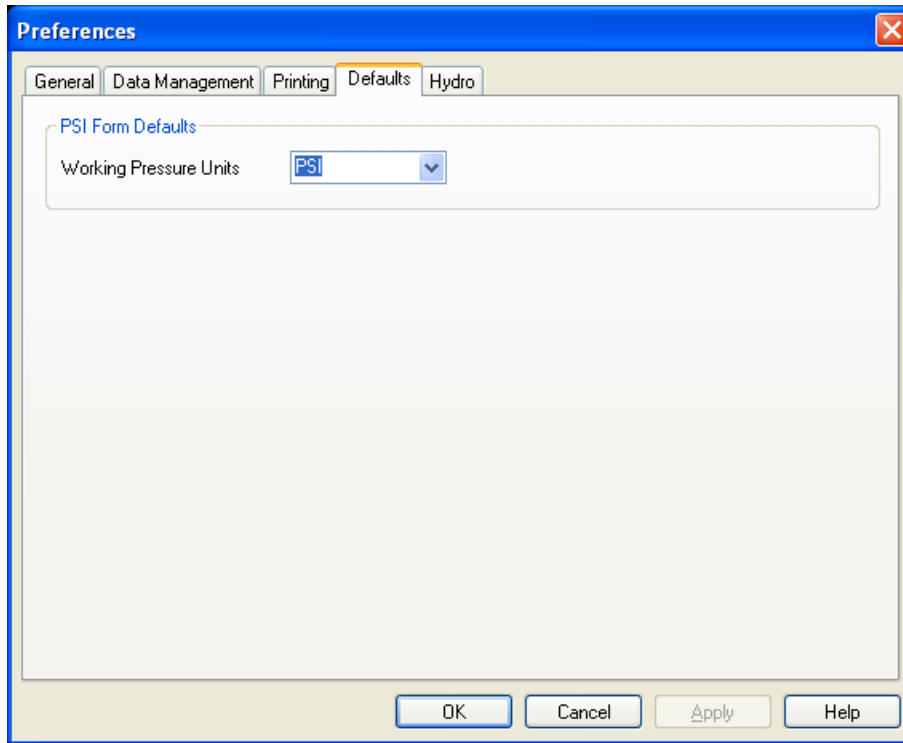 Preferences
General Data Management Printing Defaults Hydro
PSI Form Defaults
Working Pressure Units PSI
OK Cancel Apply Help